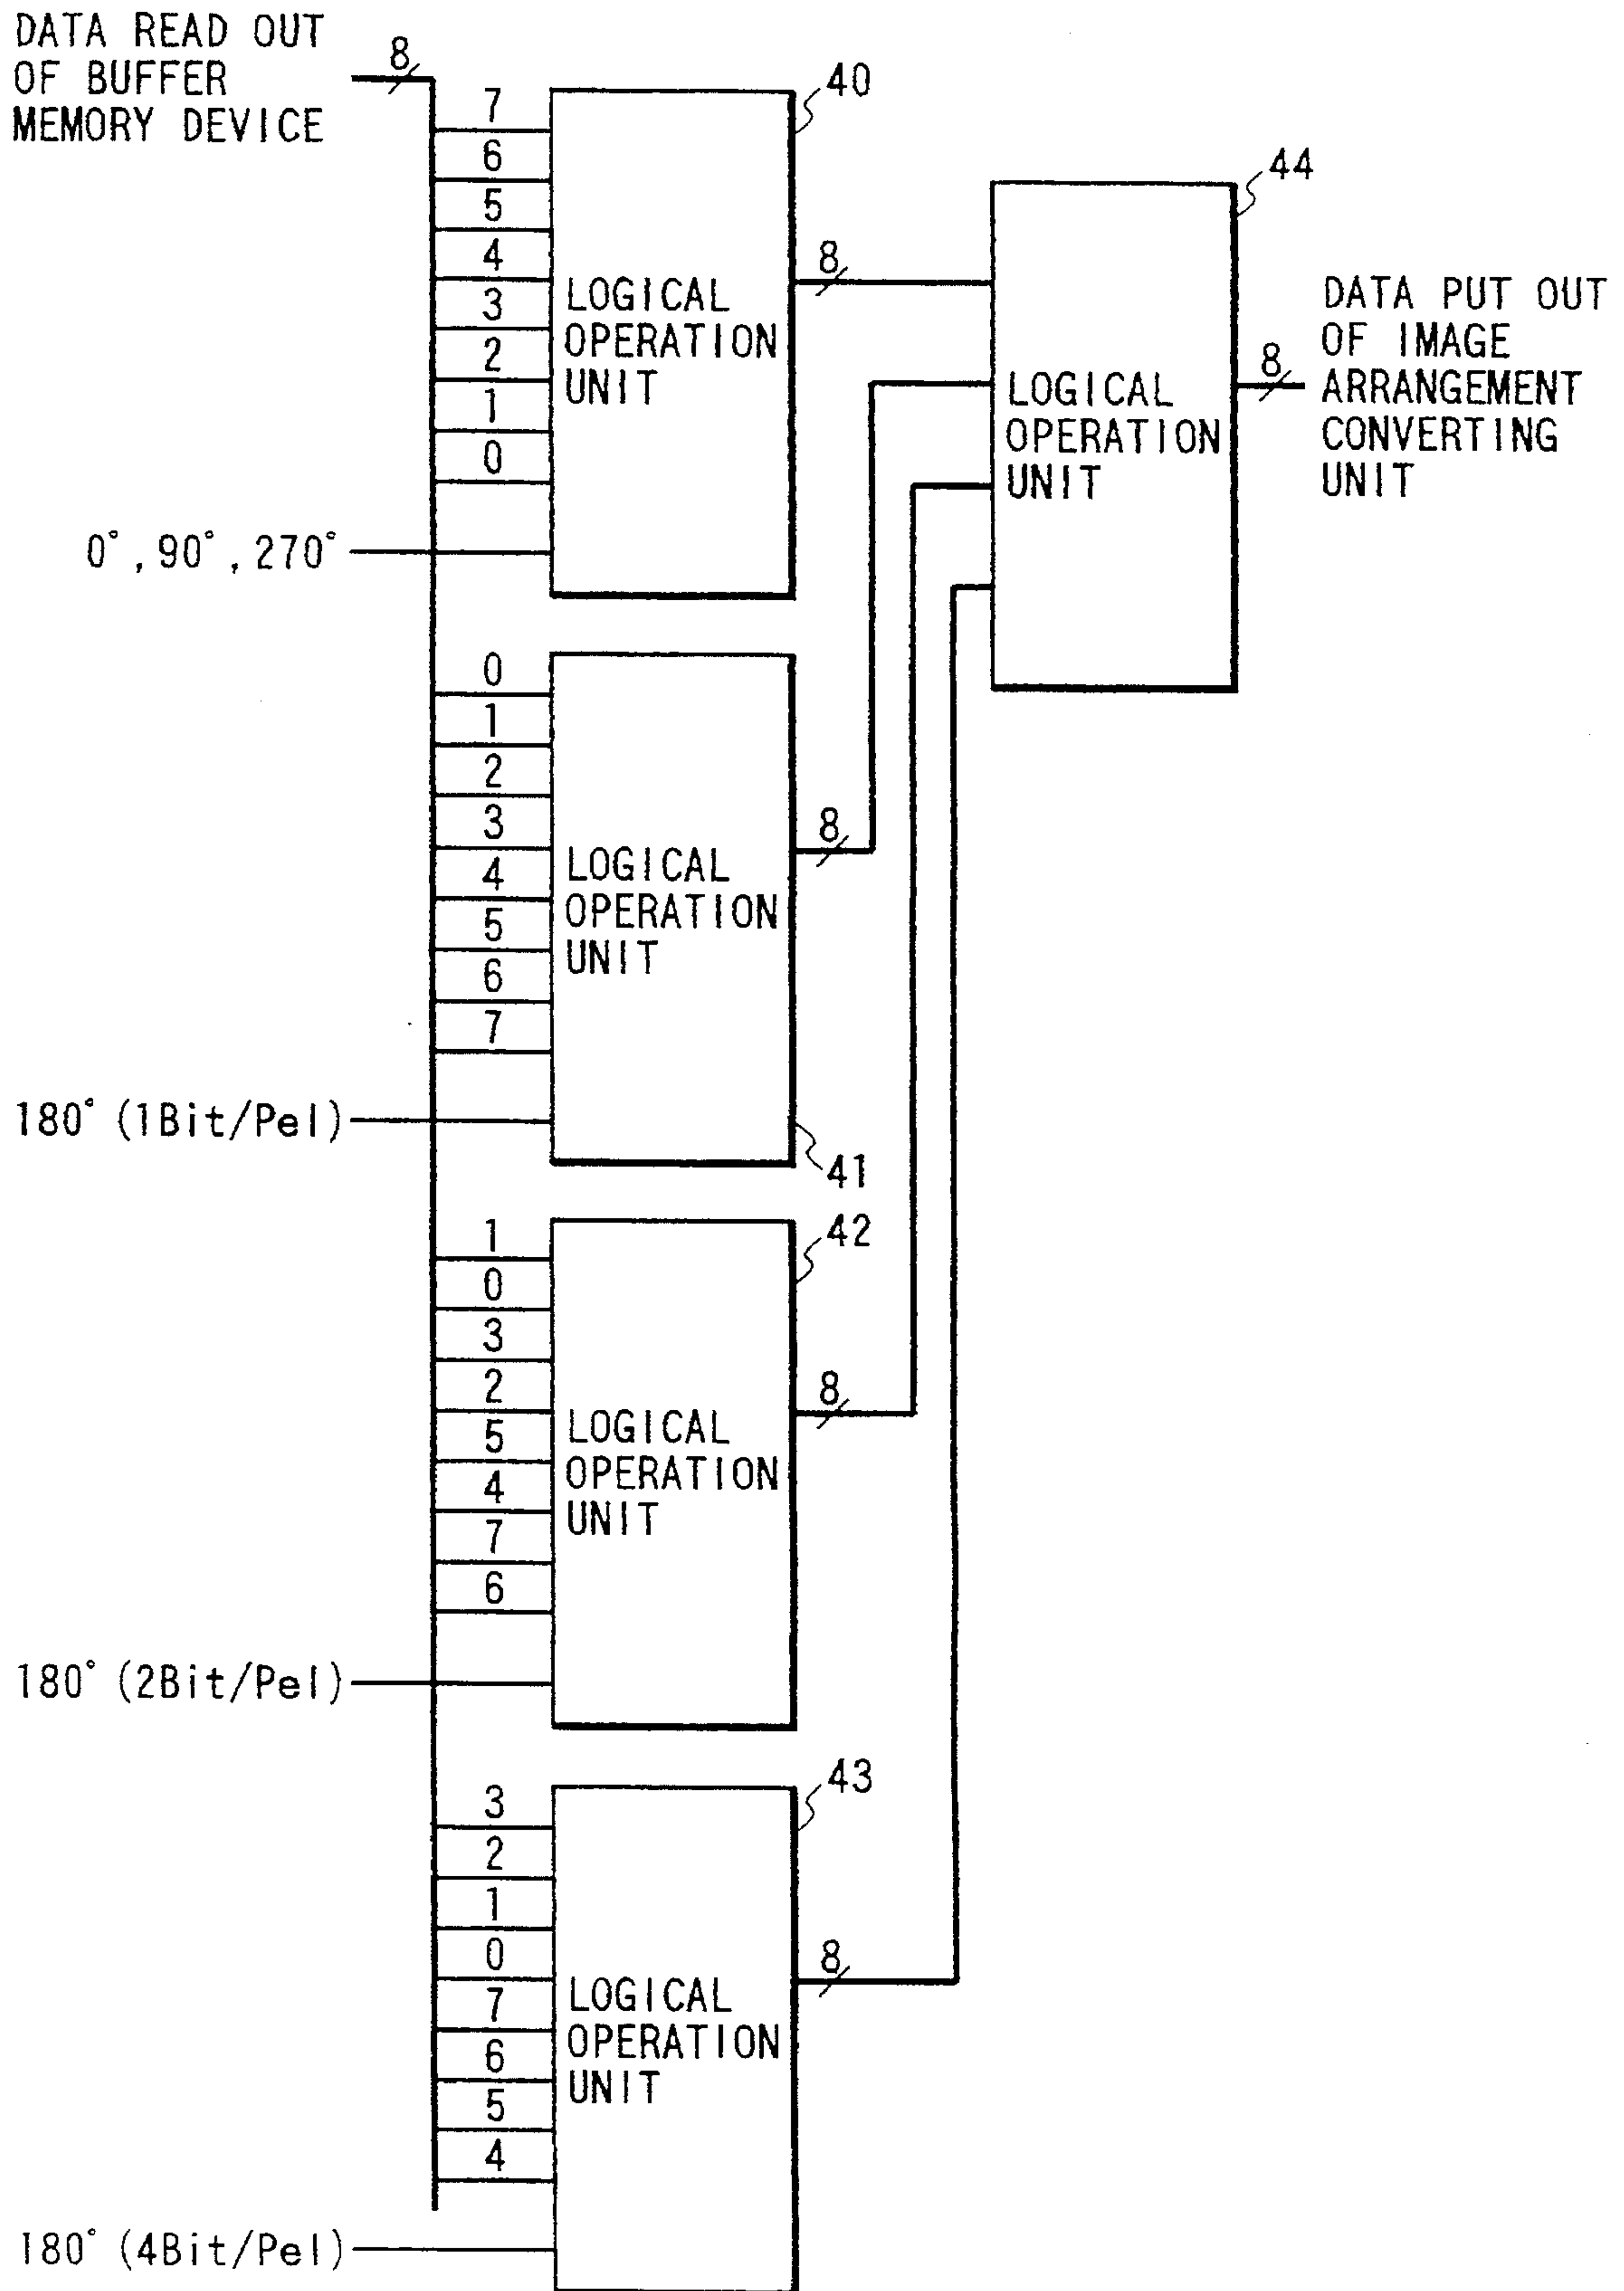 DATA READ OUT
OF BUFFER
MEMORY DEVICE
8
7
6
5
4
3
2
1
0
0°, 90°, 270°
LOGICAL
OPERATION
UNIT
40
8
44
LOGICAL
OPERATION
UNIT
8
DATA PUT OUT
OF IMAGE
ARRANGEMENT
CONVERTING
UNIT
0
1
2
3
4
5
6
7
180° (1Bit/Pel)
LOGICAL
OPERATION
UNIT
8
41
1
0
3
2
5
4
7
6
180° (2Bit/Pel)
LOGICAL
OPERATION
UNIT
42
8
3
2
1
0
7
6
5
4
180° (4Bit/Pel)
LOGICAL
OPERATION
UNIT
43
8